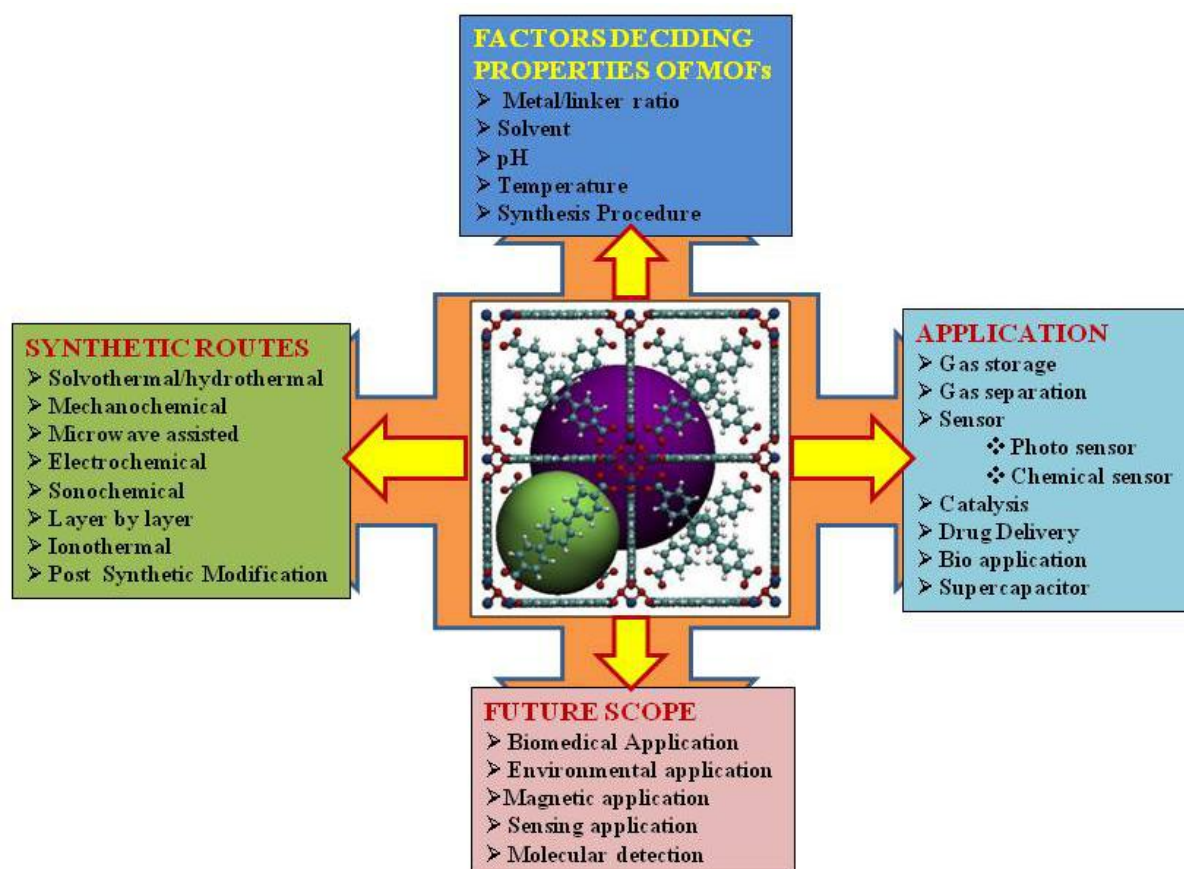 FACTORS DECIDING
PROPERTIES OF MOFs
➢ Metal/linker ratio
➢ Solvent
➢ pH
➢ Temperature
➢ Synthesis Procedure
SYNTHETIC ROUTES
➢ Solvothermal/hydrothermal
➢ Mechanochemical
➢ Microwave assisted
➢ Electrochemical
➢ Sonochemical
➢ Layer by layer
➢ Ionothermal
➢ Post Synthetic Modification
APPLICATION
➢ Gas storage
➢ Gas separation
➢ Sensor
❖ Photo sensor
❖ Chemical sensor
➢ Catalysis
➢ Drug Delivery
➢ Bio application
➢ Supercapacitor
FUTURE SCOPE
➢ Biomedical Application
➢ Environmental application
➢Magnetic application
➢ Sensing application
➢ Molecular detection